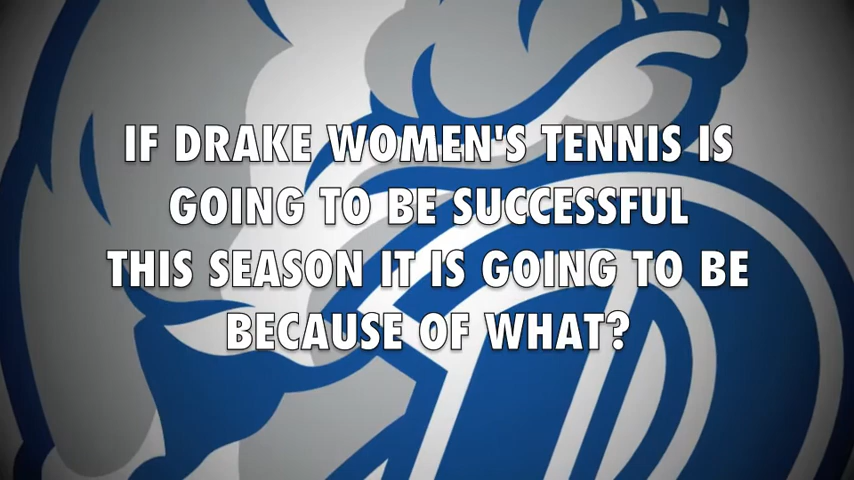 IF DRAKE WOMEN'S TENNIS IS
GOING TO BE SUCCESSFUL
THIS SEASON IT IS GOING TO BE
BECAUSE OF WHAT?